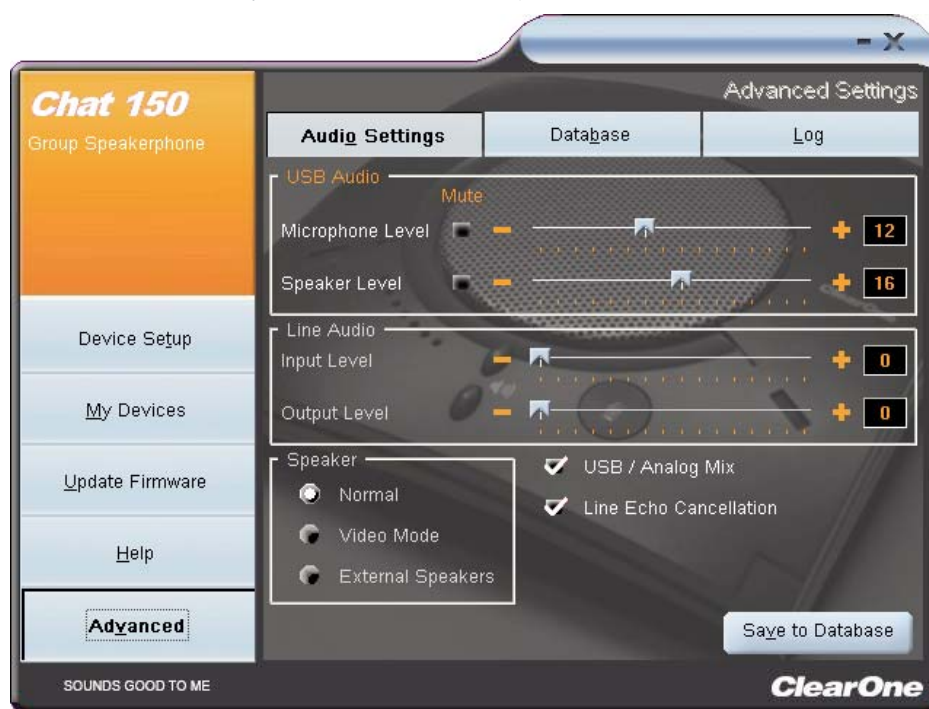 Advanced Settings
Chat 150
Group Speakerphone
Audio Settings
Database
Log
USB Audio
Mute
Microphone Level
12
Speaker Level
16
Line Audio
Input Level
0
Output Level
0
Speaker
Normal
Video Mode
External Speakers
USB / Analog Mix
Line Echo Cancellation
Device Setup
My Devices
Update Firmware
Help
Advanced
Save to Database
SOUNDS GOOD TO ME
ClearOne